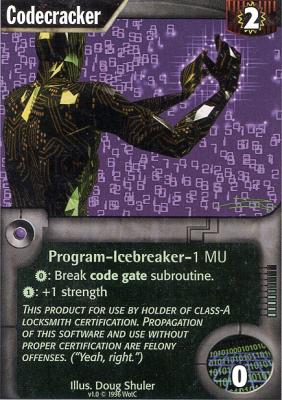 Codecracker
2
Program-Icebreaker-1 MU
0: Break code gate subroutine.
1: +1 strength
THIS PRODUCT FOR USE BY HOLDER OF CLASS-A
LOCKSMITH CERTIFICATION. PROPAGATION
OF THIS SOFTWARE AND USE WITHOUT
PROPER CERTIFICATION ARE FELONY
OFFENSES. ("YEAH, RIGHT.")
0
Illus. Doug Shuler
v1.0 © 1996 WotC